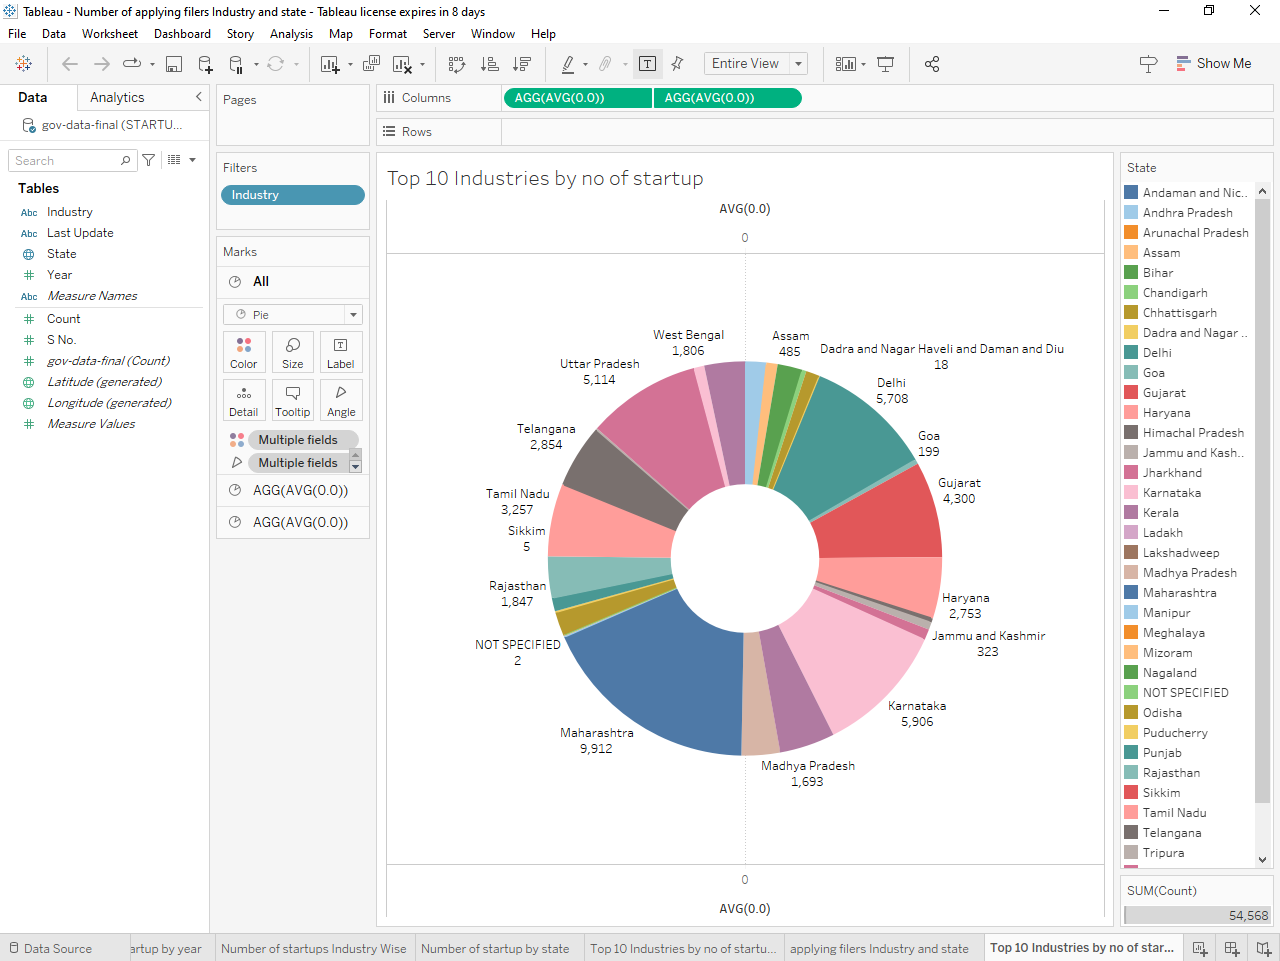 Tableau - Number of applying filers Industry and state - Tableau license expires in 8 days
File Data Worksheet Dashboard Story Analysis Map Format Server Window Help
Entire View
Show Me
Data Analytics
gov-data-final (STARTU...
Search
Tables
Abc Industry
Abc Last Update
State
Year
Abc Measure Names
Count
S No.
gov-data-final (Count)
Latitude (generated)
Longitude (generated)
Measure Values
Pages
Filters
Industry
Marks
All
Pie
Color Size Label
Detail Tooltip Angle
Multiple fields
Multiple fields
AGG(AVG(0.0))
AGG(AVG(0.0))
Columns AGG(AVG(0.0)) AGG(AVG(0.0))
Rows
Top 10 Industries by no of startup
AVG(0.0)
0
West Bengal
1,806
Assam
485
Dadra and Nagar Haveli and Daman and Diu
18
Uttar Pradesh
5,114
Delhi
5,708
Telangana
2,854
Goa
199
Gujarat
4,300
Tamil Nadu
3,257
Sikkim
5
Rajasthan
1,847
Haryana
2,753
Jammu and Kashmir
323
NOT SPECIFIED
2
Karnataka
5,906
Maharashtra
9,912
Madhya Pradesh
1,693
0
AVG(0.0)
State
Andaman and Nic..
Andhra Pradesh
Arunachal Pradesh
Assam
Bihar
Chandigarh
Chhattisgarh
Dadra and Nagar ..
Delhi
Goa
Gujarat
Haryana
Himachal Pradesh
Jammu and Kash..
Jharkhand
Karnataka
Kerala
Ladakh
Lakshadweep
Madhya Pradesh
Maharashtra
Manipur
Meghalaya
Mizoram
Nagaland
NOT SPECIFIED
Odisha
Puducherry
Punjab
Rajasthan
Sikkim
Tamil Nadu
Telangana
Tripura
SUM(Count)
54,568
Data Source artup by year Number of startups Industry Wise Number of startup by state Top 10 Industries by no of startu... applying filers Industry and state Top 10 Industries by no of star...